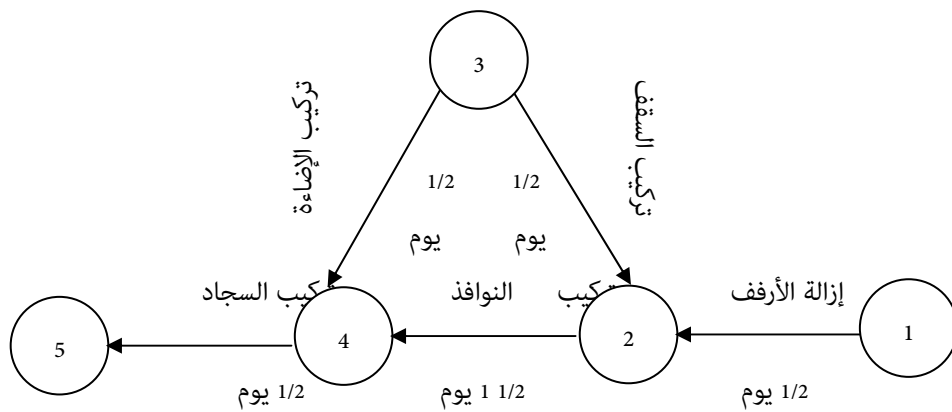 3
تركيب السقف
تركيب الإضاءة
1/2
يوم
1/2
يوم
إزالة الأرفف
تركيب النوافذ
تركيب السجاد
1
2
4
5
1/2 يوم
1 1/2 يوم
1/2 يوم